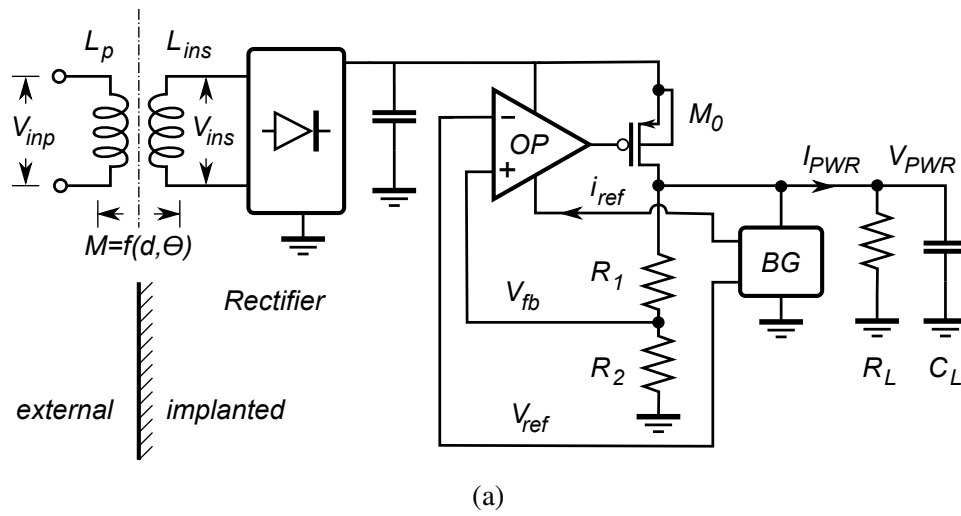 L_p
L_ins
V_inp
V_ins
M=f(d,Θ)
Rectifier
external
implanted
−
+
OP
M_0
i_ref
I_PWR
V_PWR
BG
R_1
V_fb
R_2
V_ref
R_L
C_L
(a)